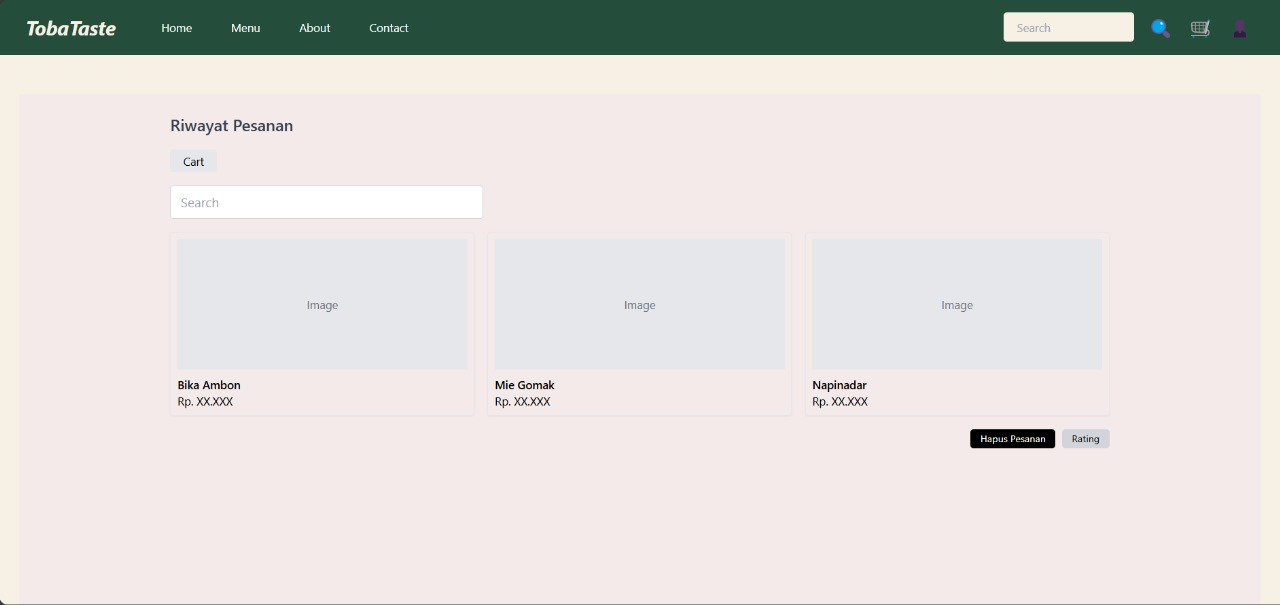 TobaTaste
Home
Menu
About
Contact
Search
Riwayat Pesanan
Cart
Search
Image
Image
Image
Bika Ambon
Rp. XX.XXX
Mie Gomak
Rp. XX.XXX
Napinadar
Rp. XX.XXX
Hapus Pesanan
Rating